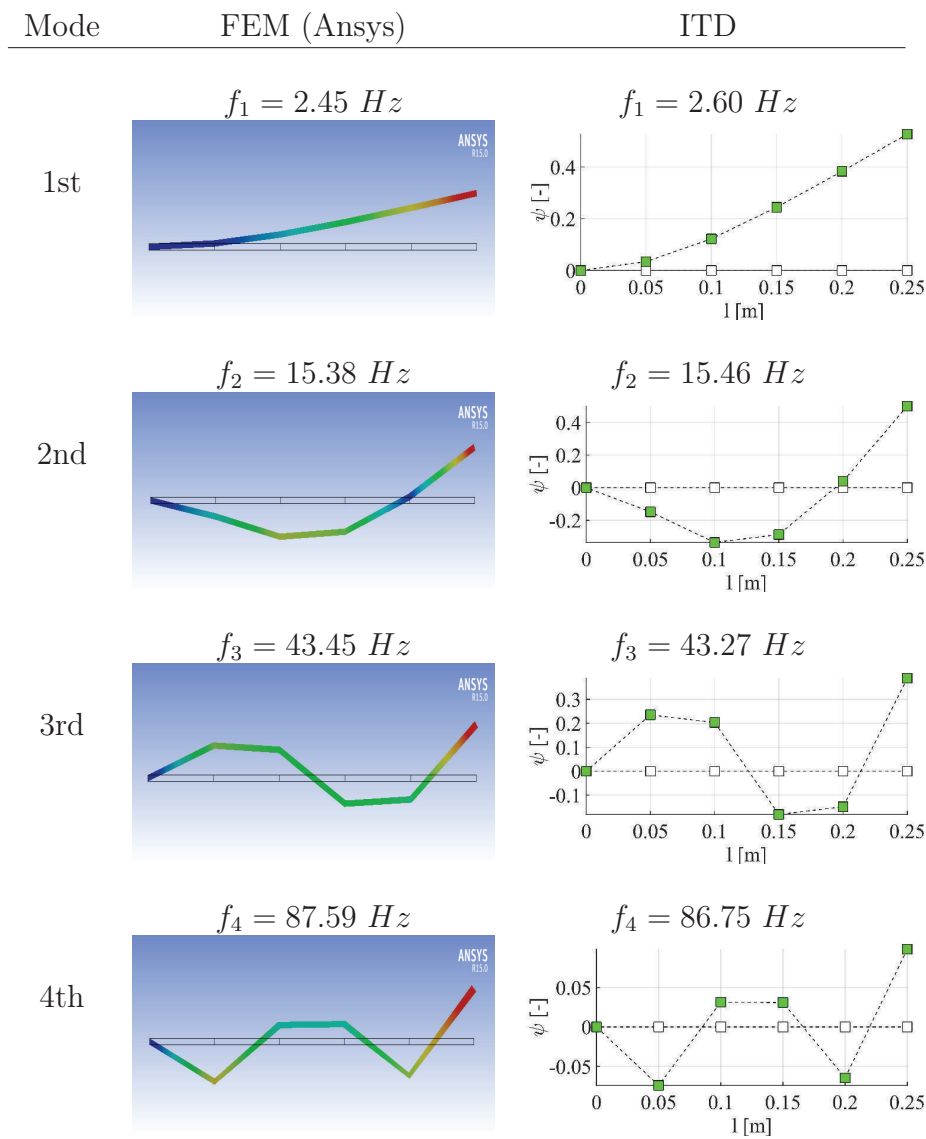 Mode FEM (Ansys) ITD
f₁ = 2.45 Hz f₁ = 2.60 Hz
1st
ANSYS
R15.0
0.4
0.2
0
ψ [-]
0 0.05 0.1 0.15 0.2 0.25
l [m]
f₂ = 15.38 Hz f₂ = 15.46 Hz
2nd
ANSYS
R15.0
0.4
0.2
0
-0.2
ψ [-]
0 0.05 0.1 0.15 0.2 0.25
l [m]
f₃ = 43.45 Hz f₃ = 43.27 Hz
3rd
ANSYS
R15.0
0.3
0.2
0.1
0
-0.1
ψ [-]
0 0.05 0.1 0.15 0.2 0.25
l [m]
f₄ = 87.59 Hz f₄ = 86.75 Hz
4th
ANSYS
R15.0
0.05
0
-0.05
ψ [-]
0 0.05 0.1 0.15 0.2 0.25
l [m]